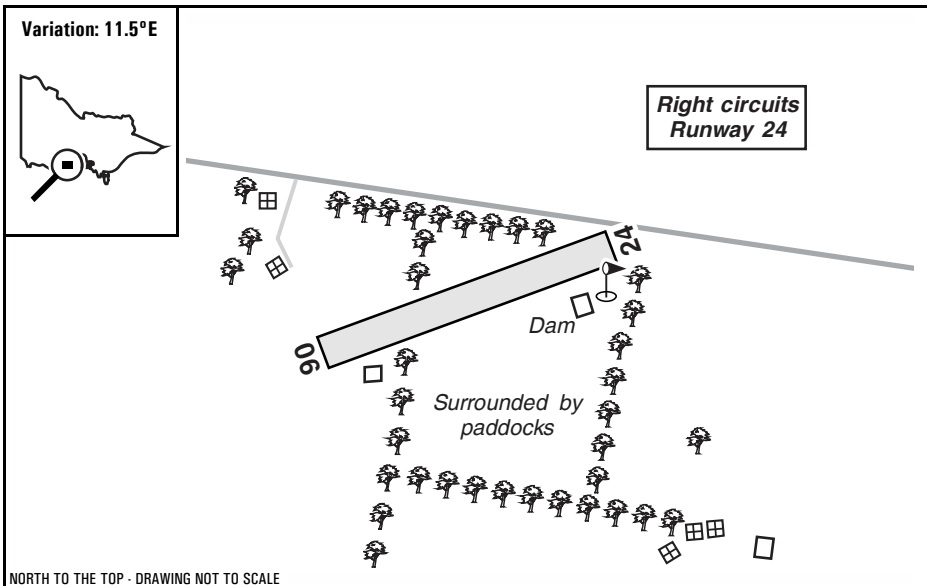 Variation: 11.5°E
Right circuits
Runway 24
24
Dam
06
Surrounded by
paddocks
NORTH TO THE TOP - DRAWING NOT TO SCALE